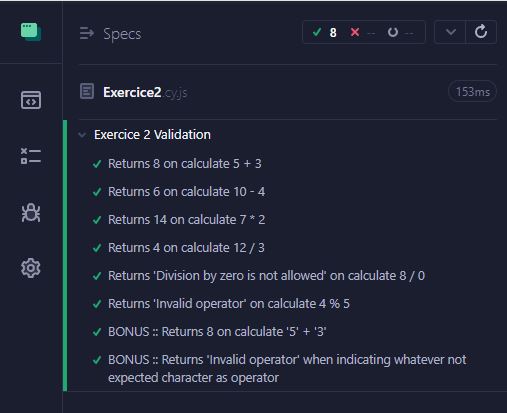 Specs
8 -- --
Exercice2.cy.js
153ms
Exercice 2 Validation
Returns 8 on calculate 5 + 3
Returns 6 on calculate 10 - 4
Returns 14 on calculate 7 * 2
Returns 4 on calculate 12 / 3
Returns 'Division by zero is not allowed' on calculate 8 / 0
Returns 'Invalid operator' on calculate 4 % 5
BONUS :: Returns 8 on calculate '5' + '3'
BONUS :: Returns 'Invalid operator' when indicating whatever not
expected character as operator